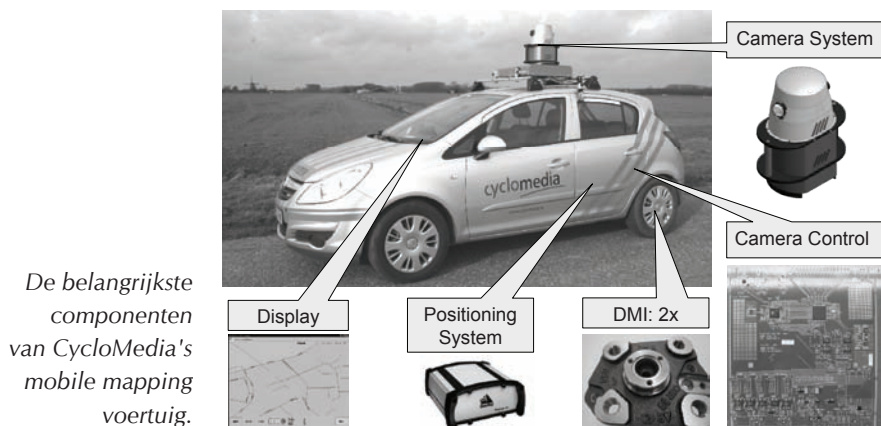 Camera System
cyclomedia
Camera Control
De belangrijkste
componenten
van CycloMedia's
mobile mapping
voertuig.
Display
Positioning
System
DMI: 2x